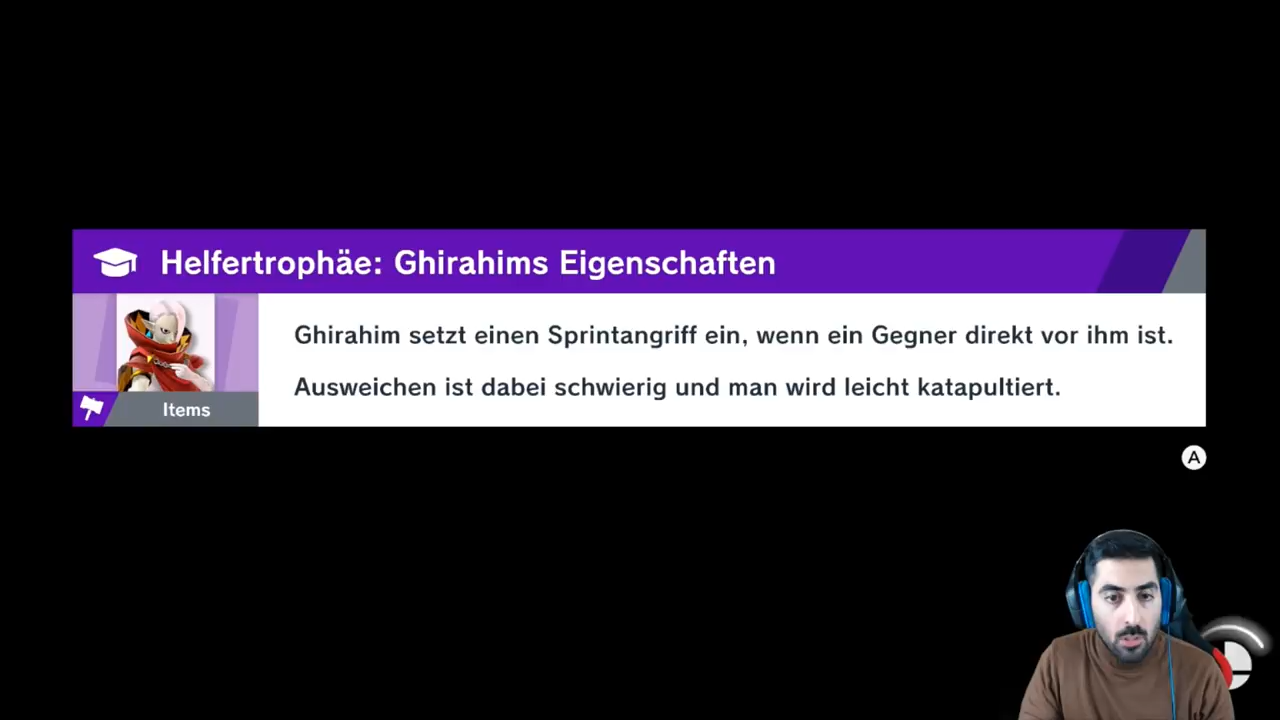 Helfertrophäe: Ghirahims Eigenschaften
Ghirahim setzt einen Sprintangriff ein, wenn ein Gegner direkt vor ihm ist.
Ausweichen ist dabei schwierig und man wird leicht katapultiert.
Items
A